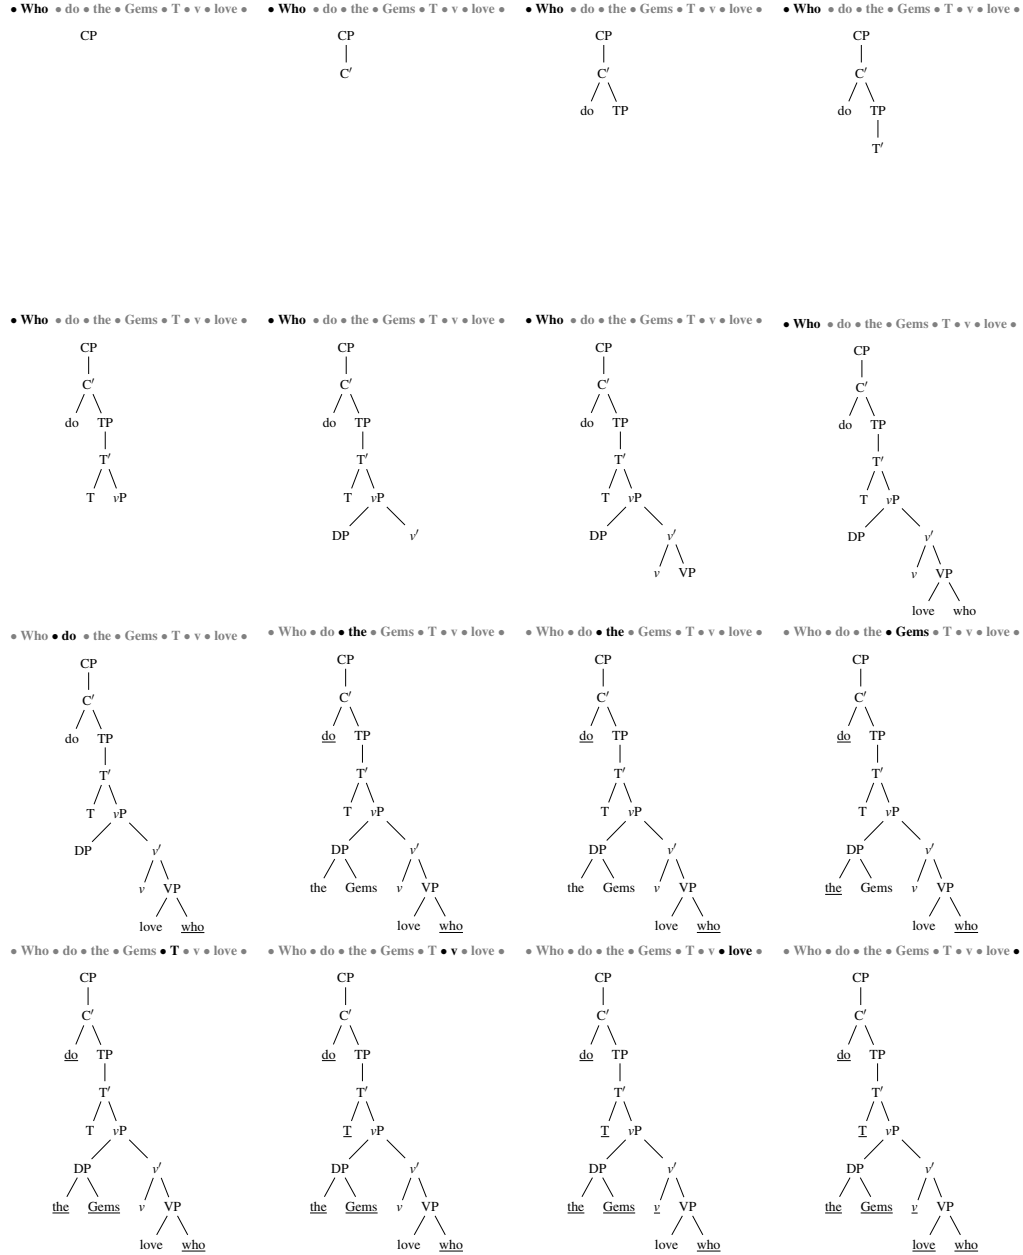 • Who • do • the • Gems • T • v • love • • Who • do • the • Gems • T • v • love • • Who • do • the • Gems • T • v • love • • Who • do • the • Gems • T • v • love •
CP CP CP CP
C′ C′ C′
do TP do TP
T′
• Who • do • the • Gems • T • v • love • • Who • do • the • Gems • T • v • love • • Who • do • the • Gems • T • v • love • • Who • do • the • Gems • T • v • love •
CP CP CP CP
C′ C′ C′ C′
do TP do TP do TP do TP
T′ T′ T′ T′
T vP T vP T vP T vP
DP v′ DP v′ DP v′
v VP v VP
love who
• Who • do • the • Gems • T • v • love • • Who • do • the • Gems • T • v • love • • Who • do • the • Gems • T • v • love • • Who • do • the • Gems • T • v • love •
CP CP CP CP
C′ C′ C′ C′
do TP do TP do TP do TP
T′ T′ T′ T′
T vP T vP T vP T vP
DP v′ DP v′ DP v′ DP v′
v VP the Gems v VP the Gems v VP the Gems v VP
love who love who love who love who
• Who • do • the • Gems • T • v • love • • Who • do • the • Gems • T • v • love • • Who • do • the • Gems • T • v • love • • Who • do • the • Gems • T • v • love •
CP CP CP CP
C′ C′ C′ C′
do TP do TP do TP do TP
T′ T′ T′ T′
T vP T vP T vP T vP
DP v′ DP v′ DP v′ DP v′
the Gems v VP the Gems v VP the Gems v VP the Gems v VP
love who love who love who love who